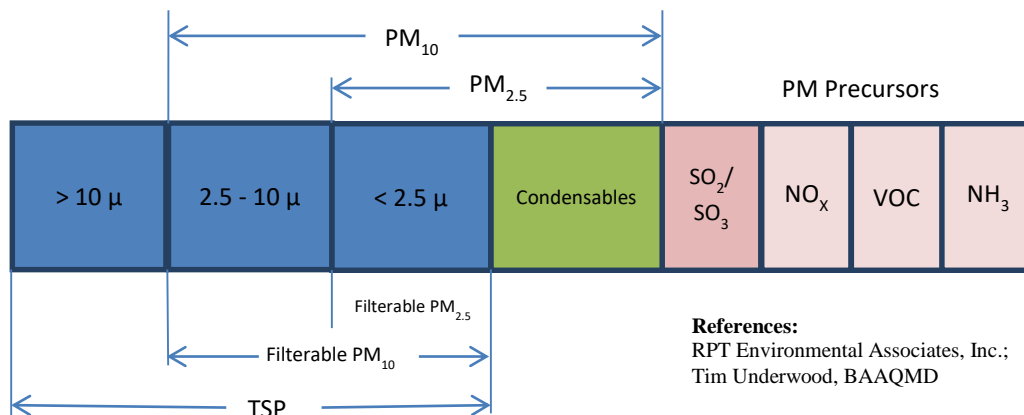 PM₁₀
PM₂.₅
PM Precursors
> 10 µ
2.5 - 10 µ
< 2.5 µ
Condensables
SO₂/
SO₃
NOₓ
VOC
NH₃
Filterable PM₂.₅
Filterable PM₁₀
TSP
References:
RPT Environmental Associates, Inc.;
Tim Underwood, BAAQMD